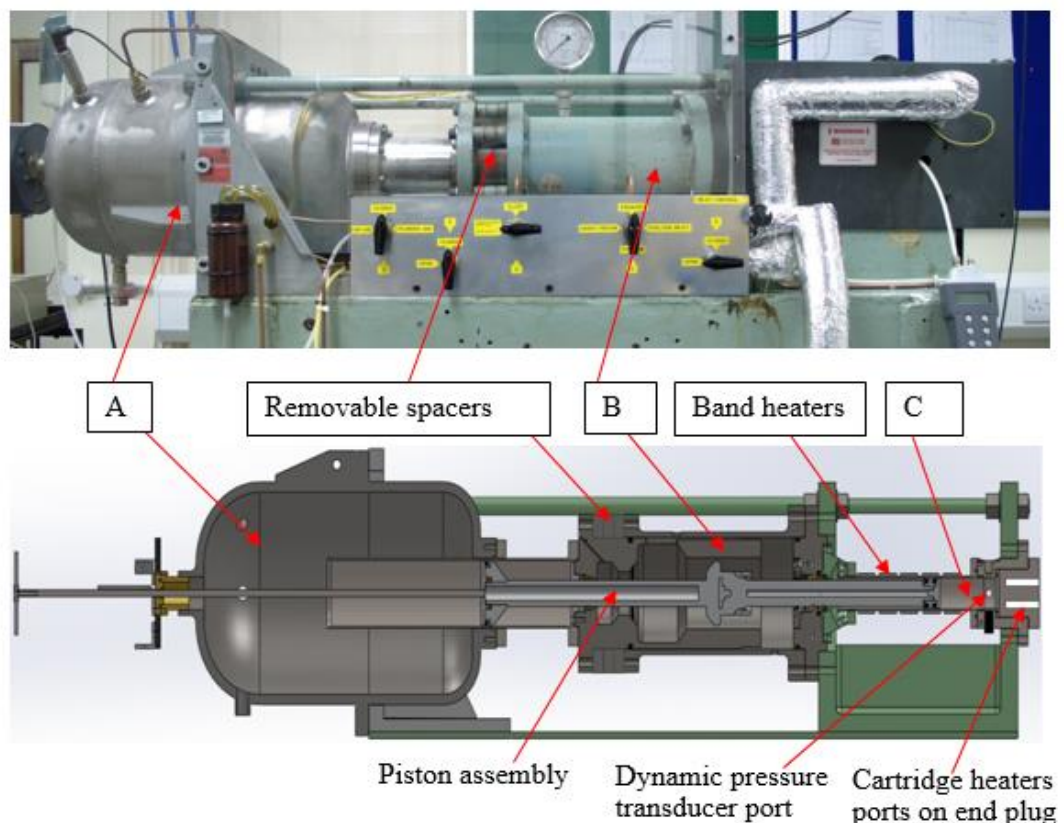 A
Removable spacers
B
Band heaters
C
Piston assembly
Dynamic pressure
transducer port
Cartridge heaters
ports on end plug